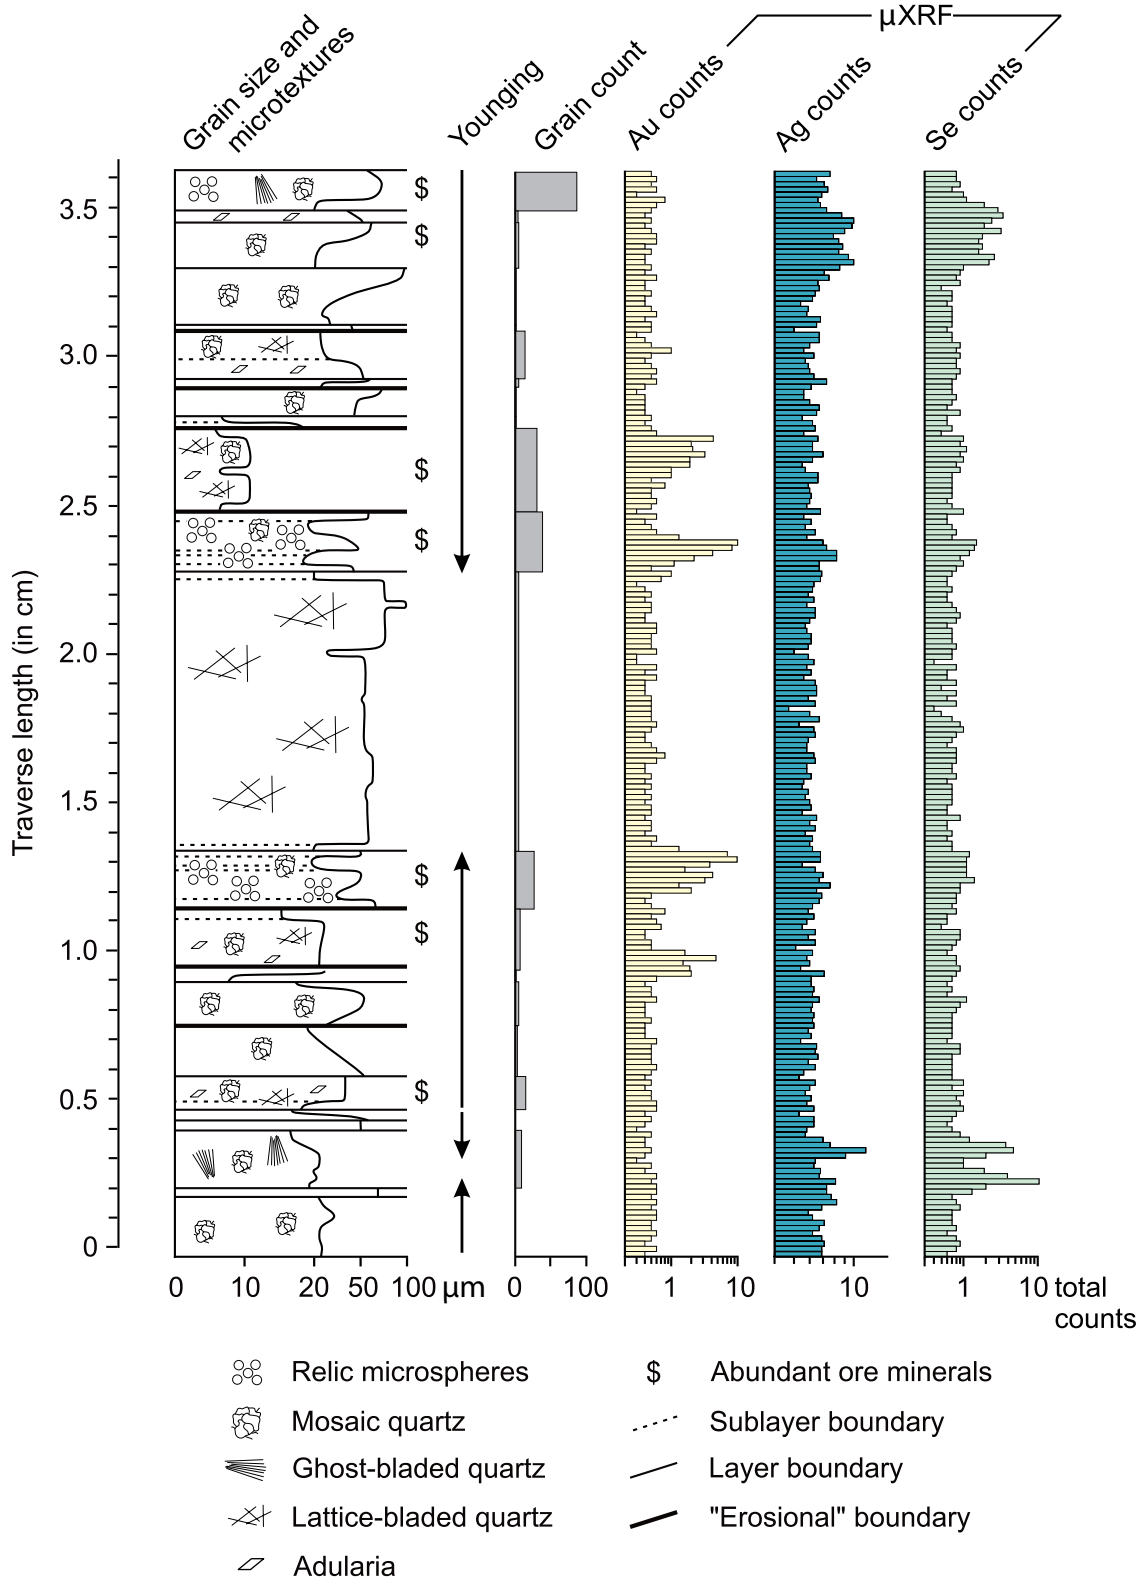 µXRF
Grain size and
microtextures
Younging
Grain count
Au counts
Ag counts
Se counts
$
3.5
$
3.0
$
2.5
$
Traverse length (in cm)
2.0
1.5
$
1.0
$
0.5
$
0
0 10 20 50 100 µm 0 100 1 10 10 1 10 total
counts
Relic microspheres
$ Abundant ore minerals
Mosaic quartz
Sublayer boundary
Ghost-bladed quartz
Layer boundary
Lattice-bladed quartz
"Erosional" boundary
Adularia